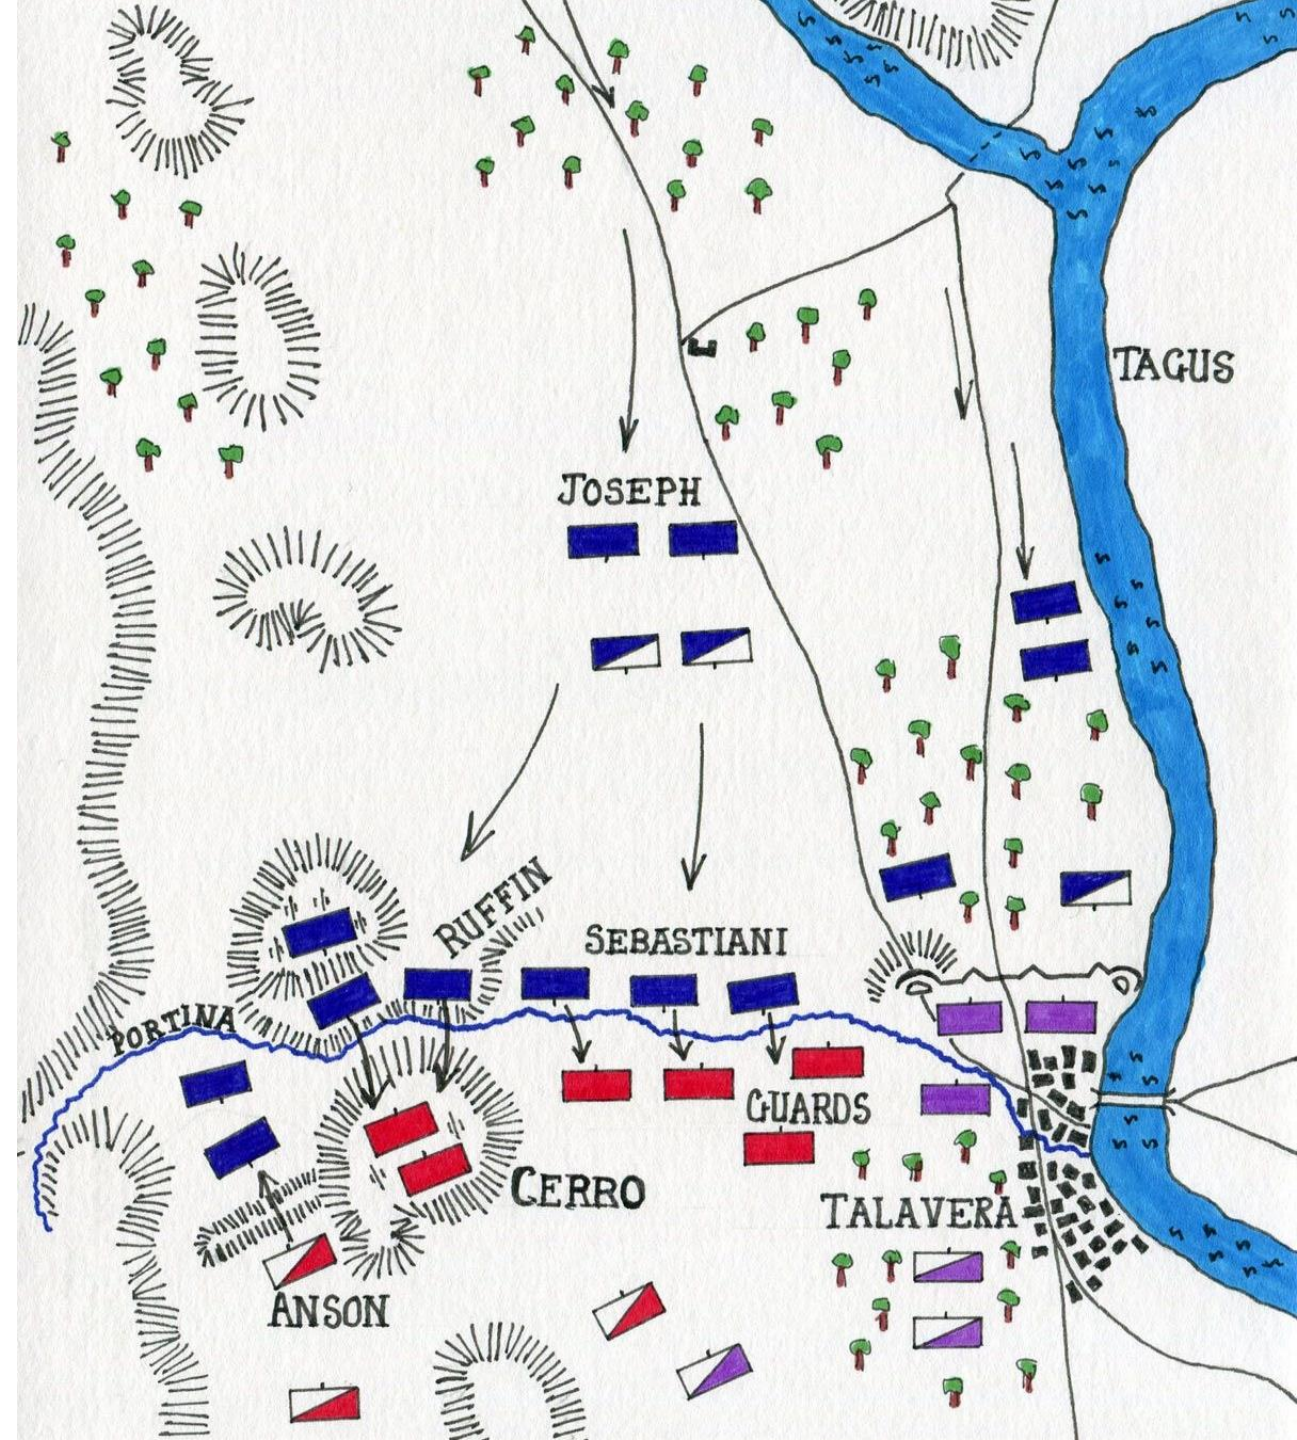 TAGUS
JOSEPH
RUFFIN
SEBASTIANI
PORTINA
GUARDS
CERRO
TALAVERA
ANSON